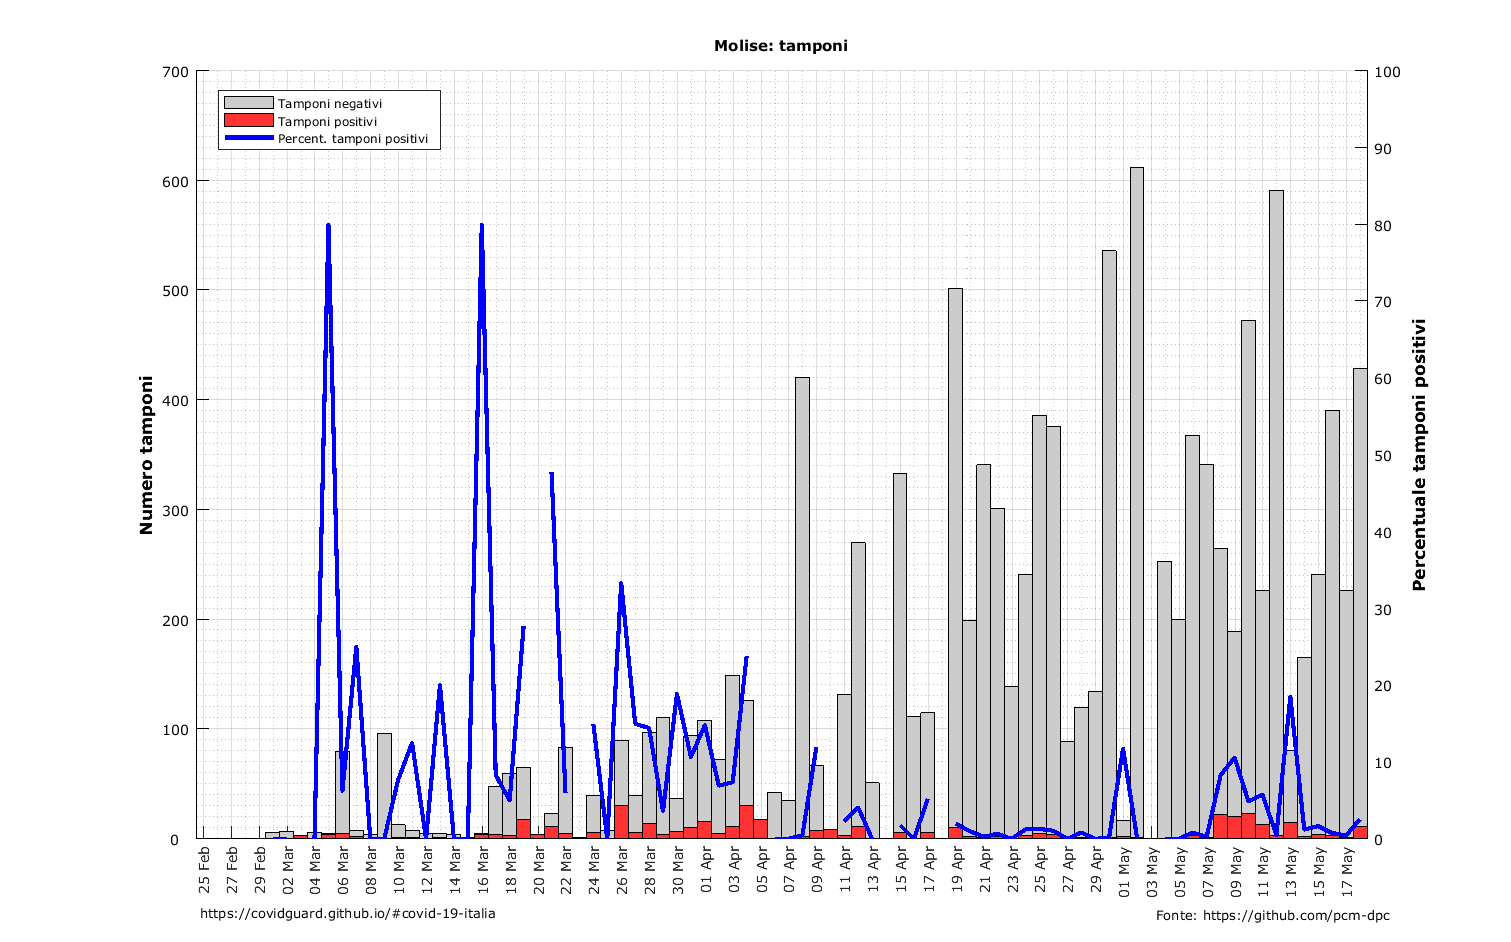 Molise: tamponi
700
600
500
400
300
200
100
0
Numero tamponi
Tamponi negativi
Tamponi positivi
Percent. tamponi positivi
100
90
80
70
60
50
40
30
20
10
0
Percentuale tamponi positivi
25 Feb
27 Feb
29 Feb
02 Mar
04 Mar
06 Mar
08 Mar
10 Mar
12 Mar
14 Mar
16 Mar
18 Mar
20 Mar
22 Mar
24 Mar
26 Mar
28 Mar
30 Mar
01 Apr
03 Apr
05 Apr
07 Apr
09 Apr
11 Apr
13 Apr
15 Apr
17 Apr
19 Apr
21 Apr
23 Apr
25 Apr
27 Apr
29 Apr
01 May
03 May
05 May
07 May
09 May
11 May
13 May
15 May
17 May
https://covidguard.github.io/#covid-19-italia
Fonte: https://github.com/pcm-dpc